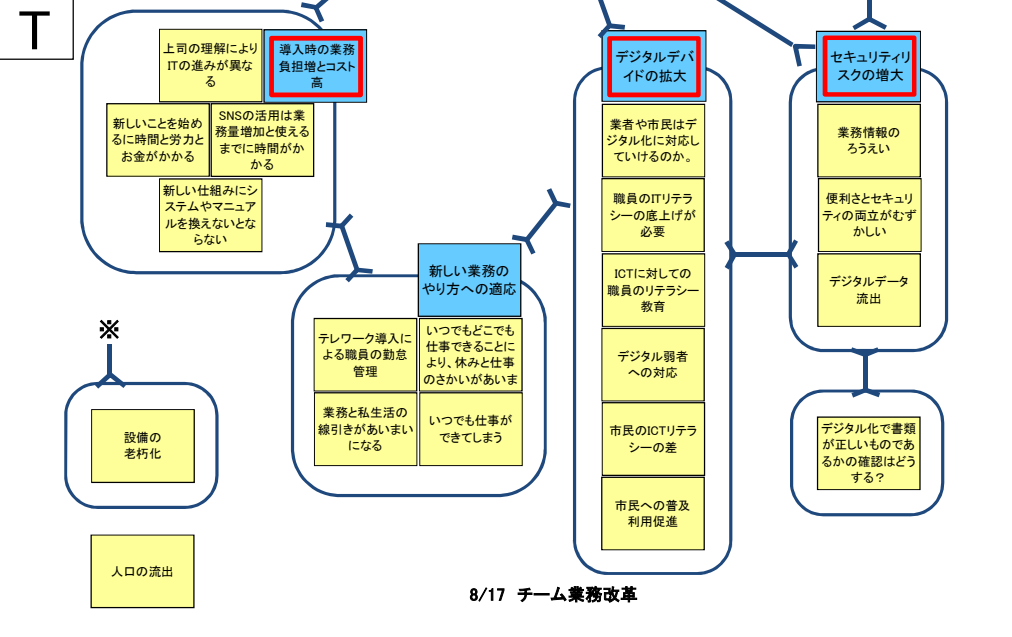 T
上司の理解により
ITの進みが異な
る
導入時の業務
負担増とコスト
高
新しいことを始め
るに時間と労力と
お金がかかる
SNSの活用は業
務量増加と使える
までに時間がか
かる
新しい仕組みにシ
ステムやマニュア
ルを換えないとな
らない
新しい業務の
やり方への適応
テレワーク導入に
よる職員の勤怠
管理
いつでもどこでも
仕事できることに
より、休みと仕事
のさかいがあいま
業務と私生活の
線引きがあいまい
になる
いつでも仕事が
できてしまう
※
設備の
老朽化
人口の流出
デジタルデバ
イドの拡大
業者や市民はデ
ジタル化に対応し
ていけるのか。
職員のITリテラ
シーの底上げが
必要
ICTに対しての
職員のリテラシー
教育
デジタル弱者
への対応
市民のICTリテラ
シーの差
市民への普及
利用促進
セキュリティリ
スクの増大
業務情報の
ろうえい
便利さとセキュリ
ティの両立がむず
かしい
デジタルデータ
流出
デジタル化で書類
が正しいものであ
るかの確認はどう
する？
8/17 チーム業務改革